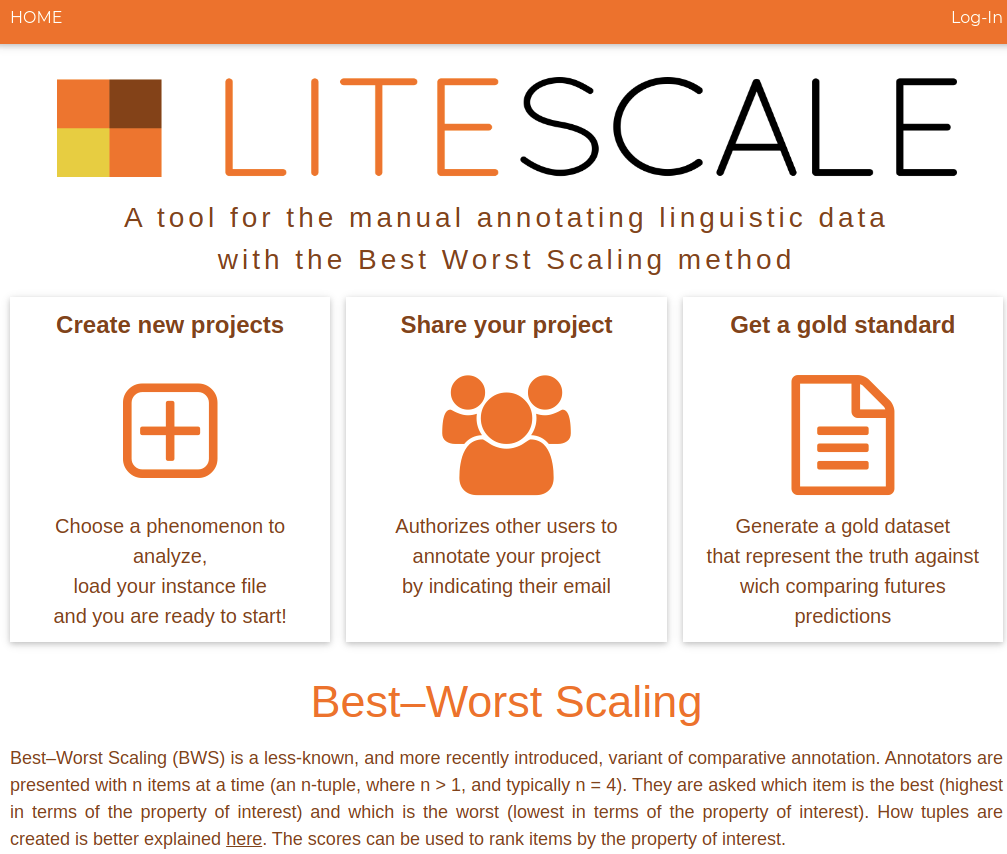 HOME
Log-In
LITESCALE
A tool for the manual annotating linguistic data
with the Best Worst Scaling method
Create new projects
Choose a phenomenon to
analyze,
load your instance file
and you are ready to start!
Share your project
Authorizes other users to
annotate your project
by indicating their email
Get a gold standard
Generate a gold dataset
that represent the truth against
wich comparing futures
predictions
Best–Worst Scaling
Best–Worst Scaling (BWS) is a less-known, and more recently introduced, variant of comparative annotation. Annotators are
presented with n items at a time (an n-tuple, where n > 1, and typically n = 4). They are asked which item is the best (highest
in terms of the property of interest) and which is the worst (lowest in terms of the property of interest). How tuples are
created is better explained here. The scores can be used to rank items by the property of interest.